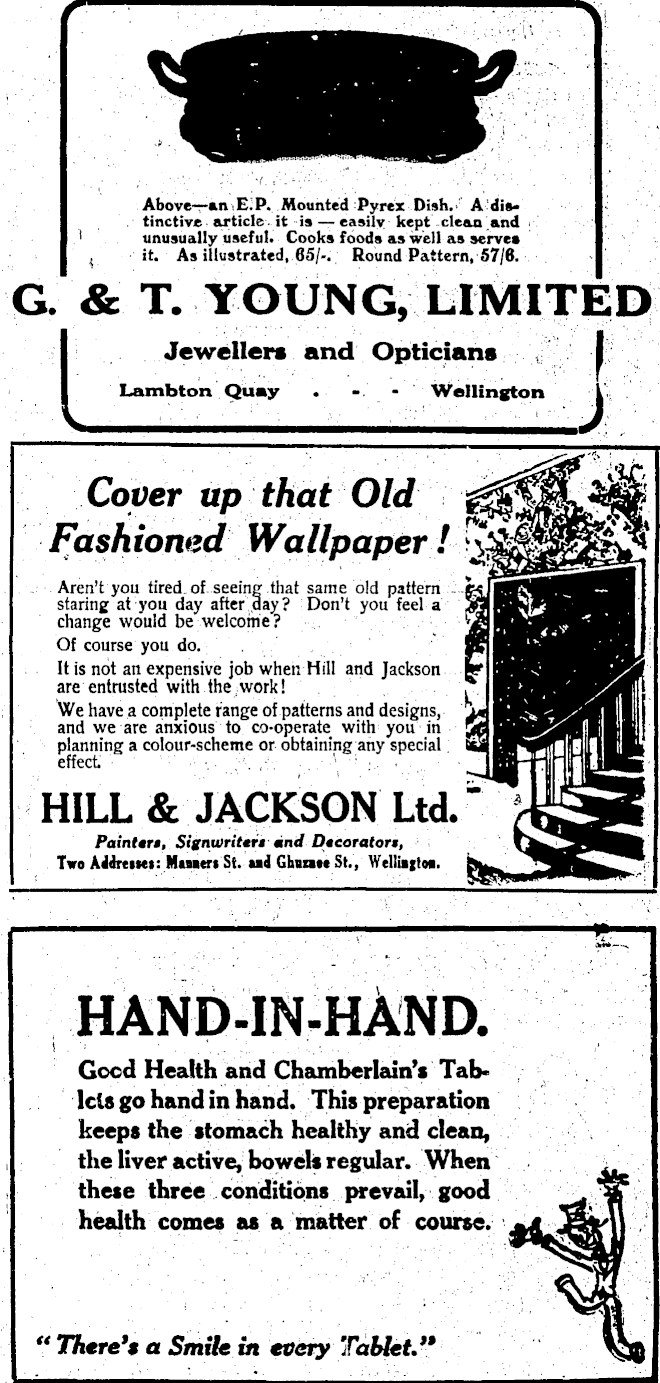 Above—an E.P. Mounted Pyrex Dish. A dis-
tinctive article it is — easily kept clean and
unusually useful. Cooks foods as well as serves
it. As illustrated, 65/-. Round Pattern, 57/6.
G. & T. YOUNG, LIMITED
Jewellers and Opticians
Lambton Quay . - - Wellington
Cover up that Old
Fashioned Wallpaper!
Aren't you tired of seeing that same old pattern
staring at you day after day? Don't you feel a
change would be welcome?
Of course you do.
It is not an expensive job when Hill and Jackson
are entrusted with the work!
We have a complete range of patterns and designs,
and we are anxious to co-operate with you in
planning a colour-scheme or obtaining any special
effect.
HILL & JACKSON Ltd.
Painters, Signwriters and Decorators,
Two Addresses: Manners St. and Ghuznee St., Wellington.
HAND-IN-HAND.
Good Health and Chamberlain's Tab-
lets go hand in hand. This preparation
keeps the stomach healthy and clean,
the liver active, bowels regular. When
these three conditions prevail, good
health comes as a matter of course.
"There's a Smile in every Tablet."